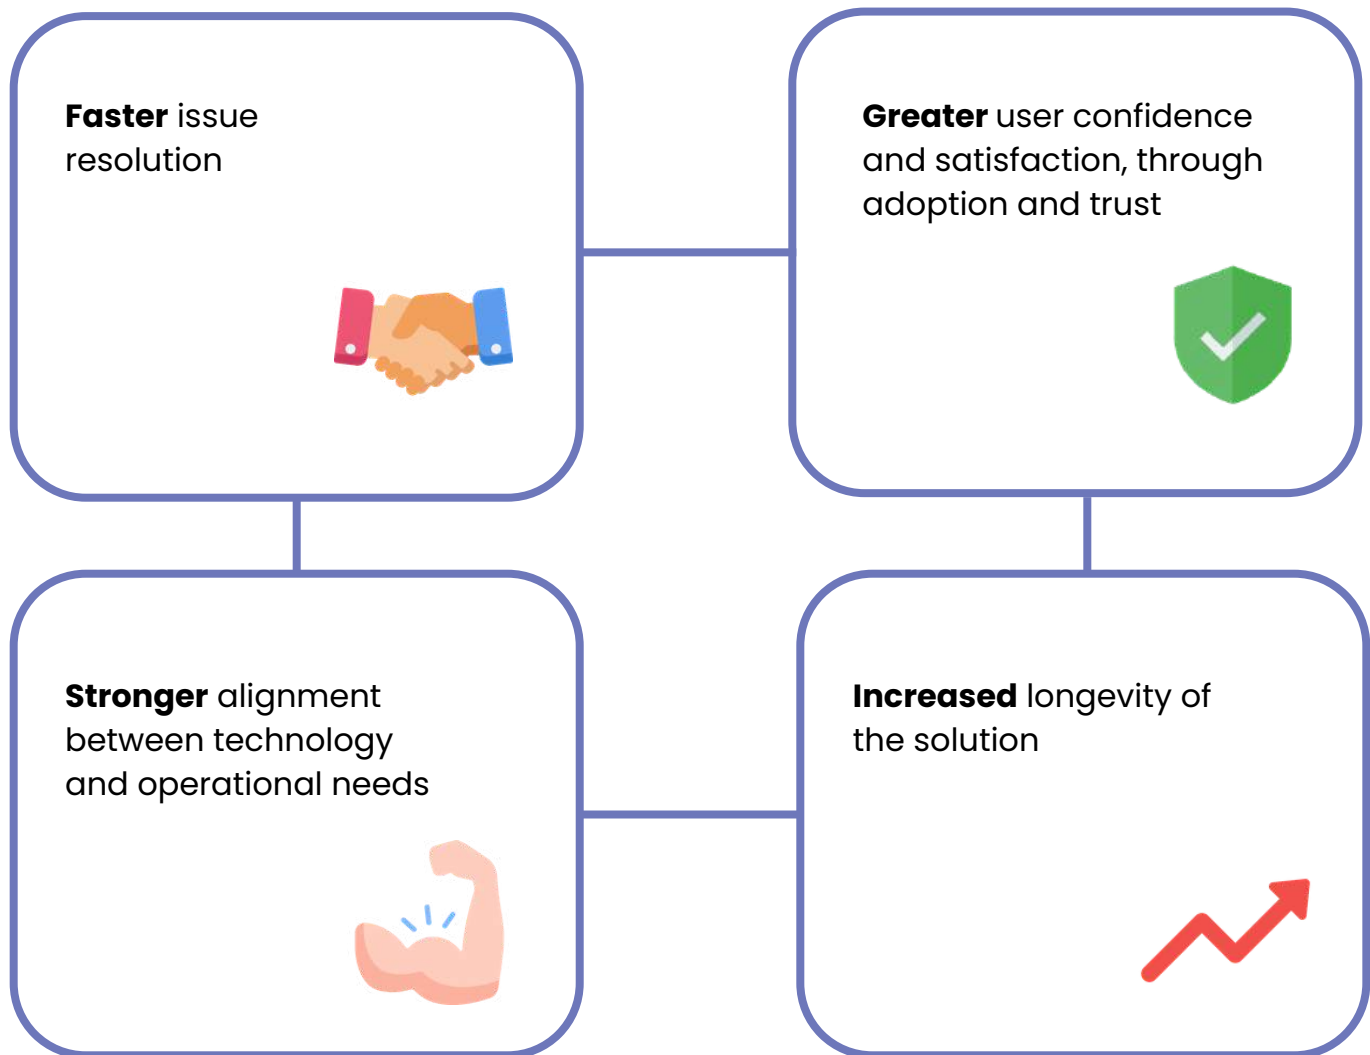 Faster issue
resolution
Greater user confidence
and satisfaction, through
adoption and trust
Stronger alignment
between technology
and operational needs
Increased longevity of
the solution